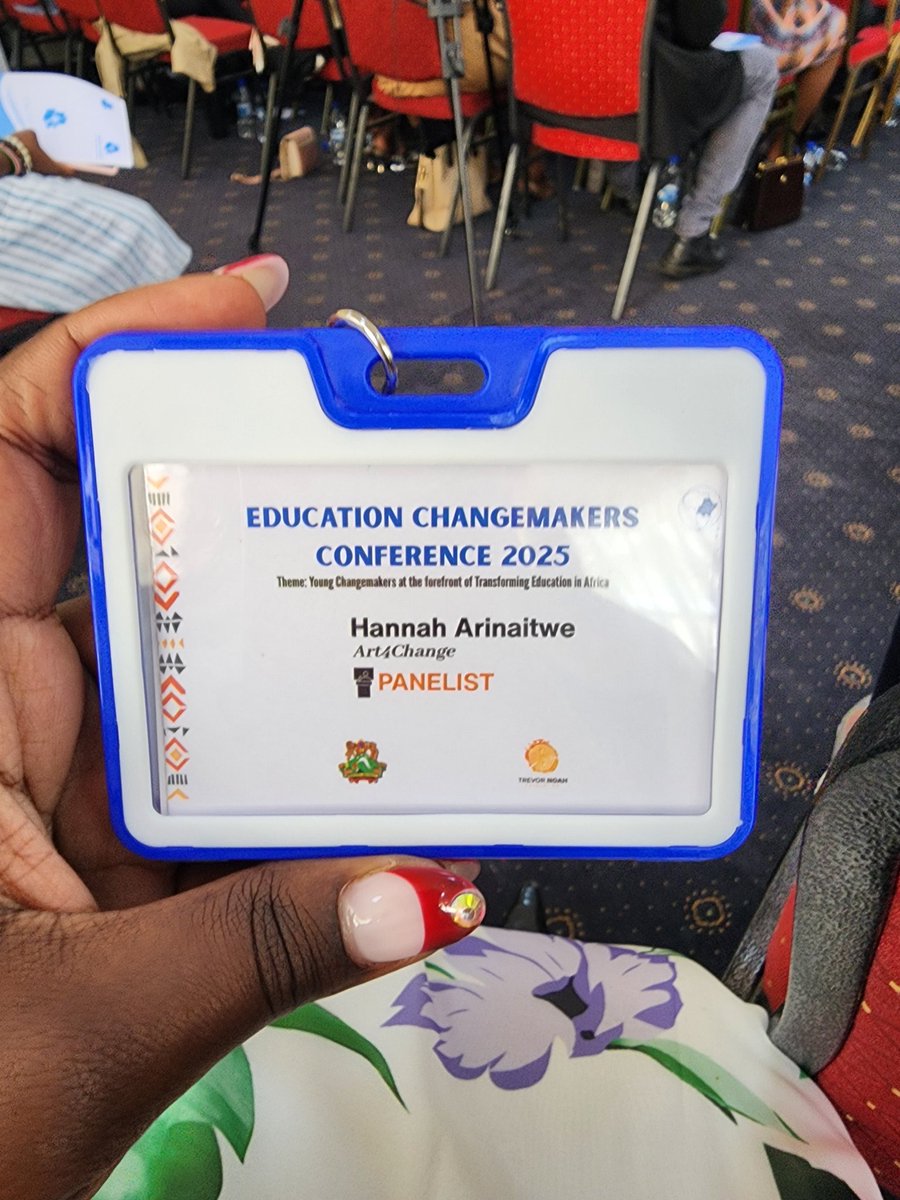 EDUCATION CHANGEMAKERS
CONFERENCE 2025
Theme: Young Changemakers at the forefront of Transforming Education in Africa
Hannah Arinaitwe
Art4Change
PANELIST
TREVOR NOAH